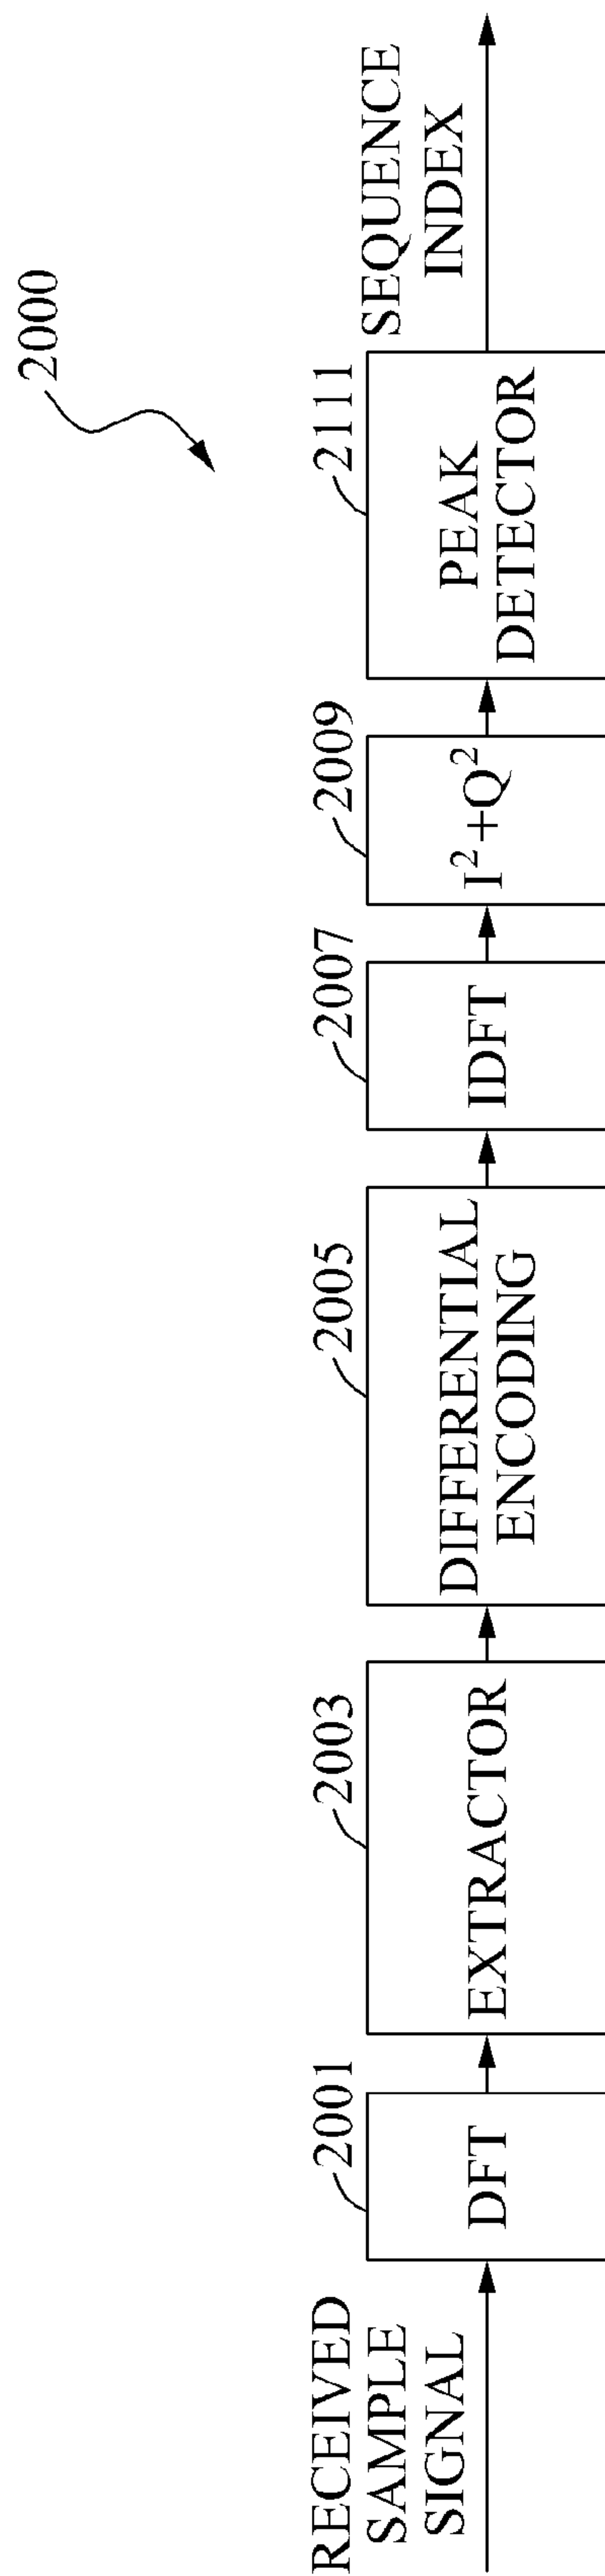 2000
RECEIVED
SAMPLE
SIGNAL
2001
DFT
2003
EXTRACTOR
2005
DIFFERENTIAL
ENCODING
2007
IDFT
2009
I²+Q²
2111
PEAK
DETECTOR
SEQUENCE
INDEX